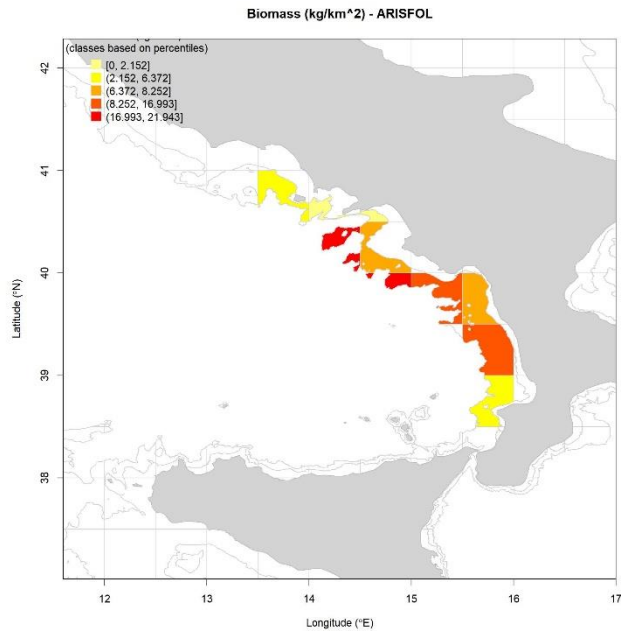 Biomass (kg/km^2) - ARISFOL
(classes based on percentiles)
[0, 2.152]
(2.152, 6.372]
(6.372, 8.252]
(8.252, 16.993]
(16.993, 21.943]
42
41
40
39
38
Latitude (°N)
12 13 14 15 16 17
Longitude (°E)